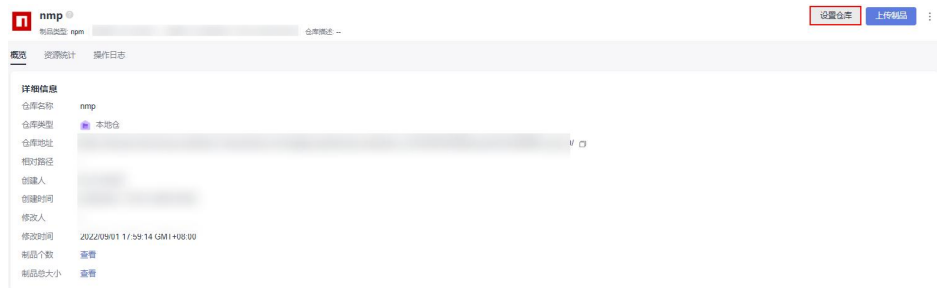 nmp
设置仓库
上传制品
制品类型: npm
仓库描述: --
概览 资源统计 操作日志
详细信息
仓库名称 nmp
仓库类型 本地仓
仓库地址
相对路径
创建人
创建时间
修改人
修改时间 2022/09/01 17:59:14 GMT+08:00
制品个数 查看
制品总大小 查看